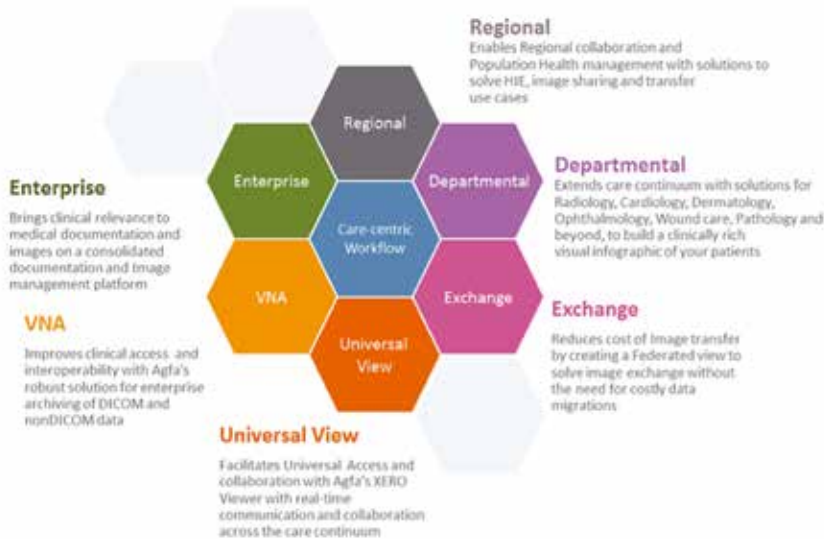 Regional
Enables Regional collaboration and
Population Health management with solutions to
solve HIE, image sharing and transfer
use cases
Regional
Enterprise
Departmental
Care-centric
Workflow
VNA
Exchange
Universal
View
Enterprise
Brings clinical relevance to
medical documentation and
images on a consolidated
documentation and Image
management platform
Departmental
Extends care continuum with solutions for
Radiology, Cardiology, Dermatology,
Ophthalmology, Wound care, Pathology and
beyond, to build a clinically rich
visual infographic of your patients
VNA
Improves clinical access and
interoperability with Agfa's
robust solution for enterprise
archiving of DICOM and
nonDICOM data
Exchange
Reduces cost of Image transfer
by creating a Federated view to
solve image exchange without
the need for costly data
migrations
Universal View
Facilitates Universal Access and
collaboration with Agfa's XERO
Viewer with real-time
communication and collaboration
across the care continuum